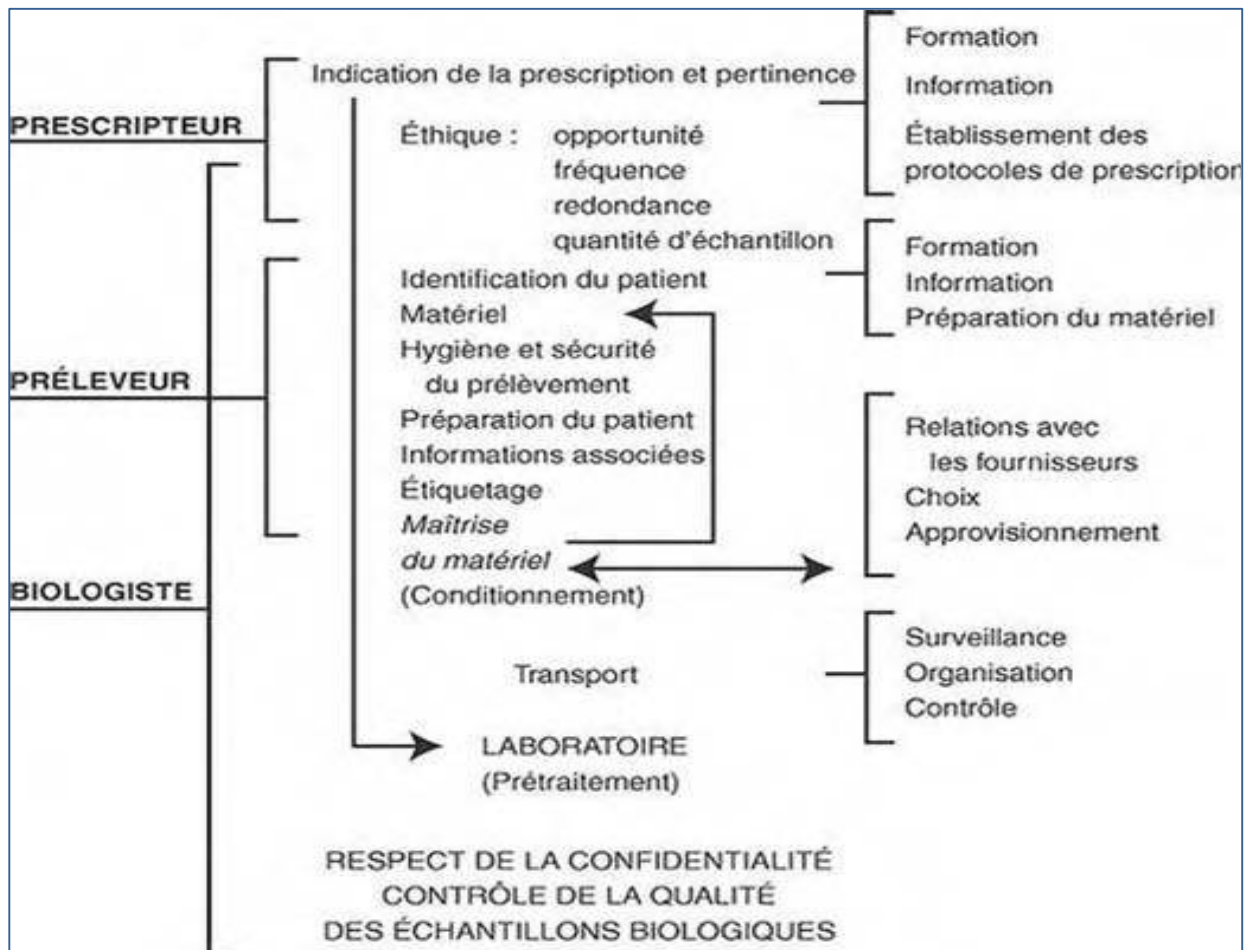 PRESCRIPTEUR
PRÉLEVEUR
BIOLOGISTE
Indication de la prescription et pertinence
Éthique : opportunité
fréquence
redondance
quantité d'échantillon
Identification du patient
Matériel
Hygiène et sécurité
du prélèvement
Préparation du patient
Informations associées
Étiquetage
Maîtrise
du matériel
(Conditionnement)
Transport
LABORATOIRE
(Prétraitement)
RESPECT DE LA CONFIDENTIALITÉ
CONTRÔLE DE LA QUALITÉ
DES ÉCHANTILLONS BIOLOGIQUES
Formation
Information
Établissement des
protocoles de prescription
Formation
Information
Préparation du matériel
Relations avec
les fournisseurs
Choix
Approvisionnement
Surveillance
Organisation
Contrôle